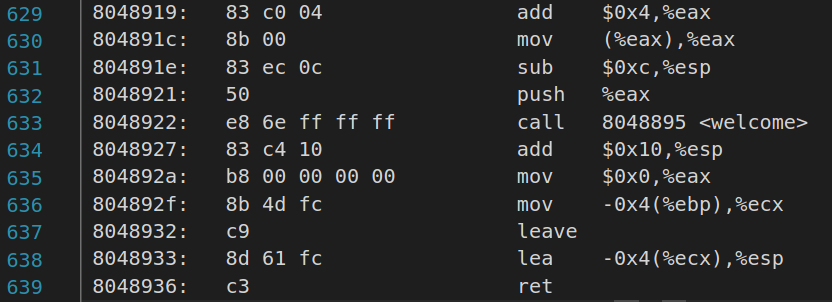 629 8048919: 83 c0 04 add $0x4,%eax
630 804891c: 8b 00 mov (%eax),%eax
631 804891e: 83 ec 0c sub $0xc,%esp
632 8048921: 50 push %eax
633 8048922: e8 6e ff ff ff call 8048895 <welcome>
634 8048927: 83 c4 10 add $0x10,%esp
635 804892a: b8 00 00 00 00 mov $0x0,%eax
636 804892f: 8b 4d fc mov -0x4(%ebp),%ecx
637 8048932: c9 leave
638 8048933: 8d 61 fc lea -0x4(%ecx),%esp
639 8048936: c3 ret